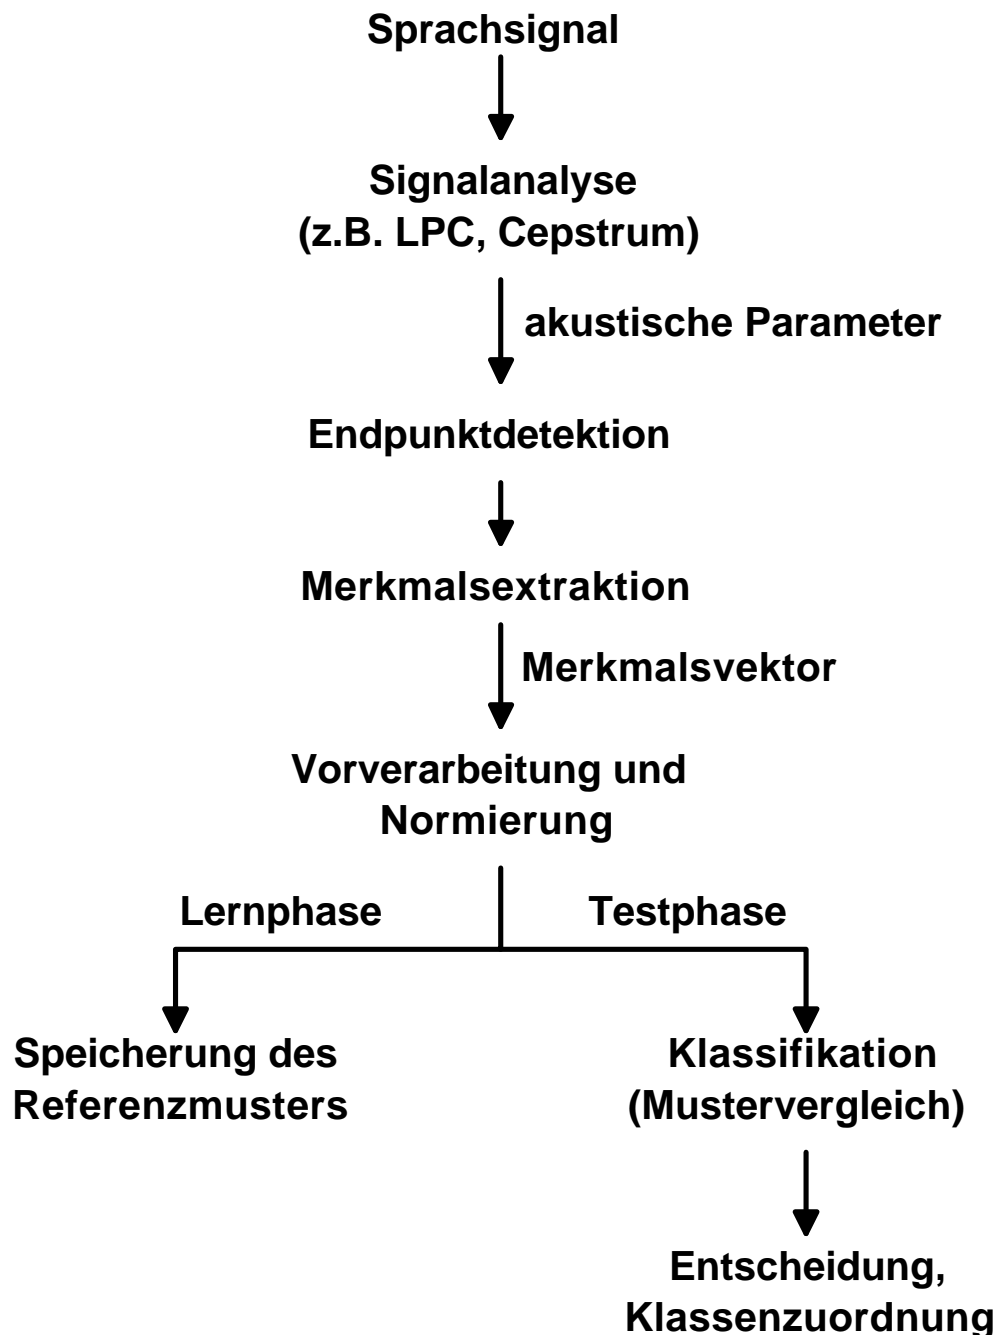 Sprachsignal
Signalanalyse
(z.B. LPC, Cepstrum)
akustische Parameter
Endpunktdetektion
Merkmalsextraktion
Merkmalsvektor
Vorverarbeitung und
Normierung
Lernphase
Testphase
Speicherung des
Referenzmusters
Klassifikation
(Mustervergleich)
Entscheidung,
Klassenzuordnung